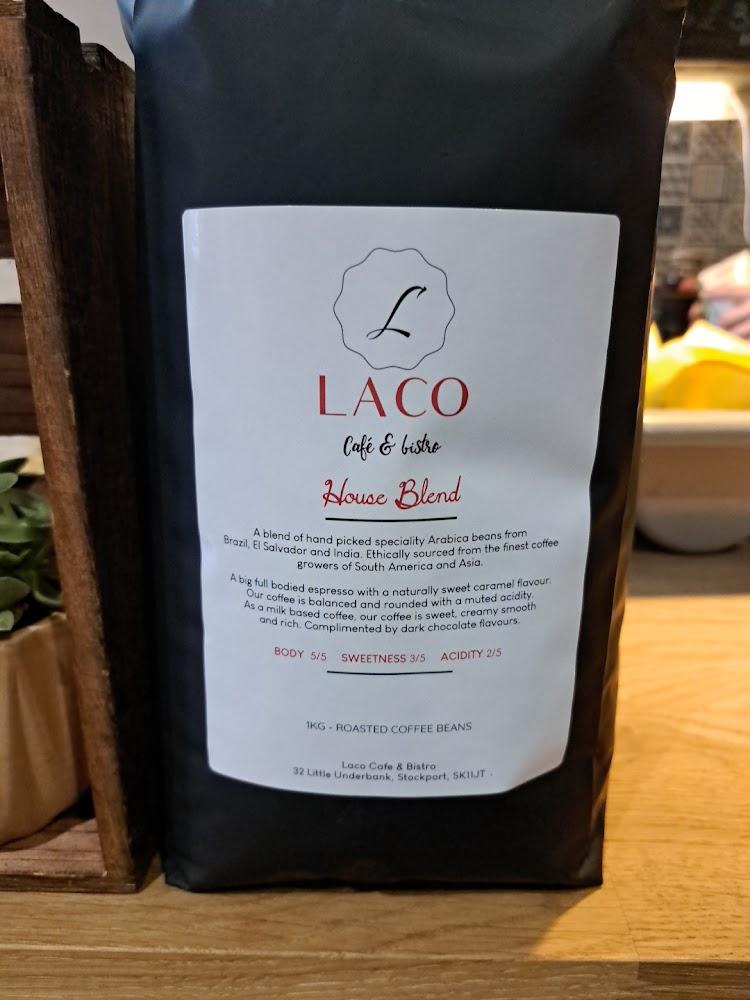 L
LACO
Café & bistro
House Blend
A blend of hand picked speciality Arabica beans from
Brazil, El Salvador and India. Ethically sourced from the finest coffee
growers of South America and Asia.
A big full bodied espresso with a naturally sweet caramel flavour.
Our coffee is balanced and rounded with a muted acidity.
As a milk based coffee, our coffee is sweet, creamy smooth
and rich. Complimented by dark chocolate flavours.
BODY 5/5 SWEETNESS 3/5 ACIDITY 2/5
1KG - ROASTED COFFEE BEANS
Laco Cafe & Bistro
32 Little Underbank, Stockport, SK11JT .